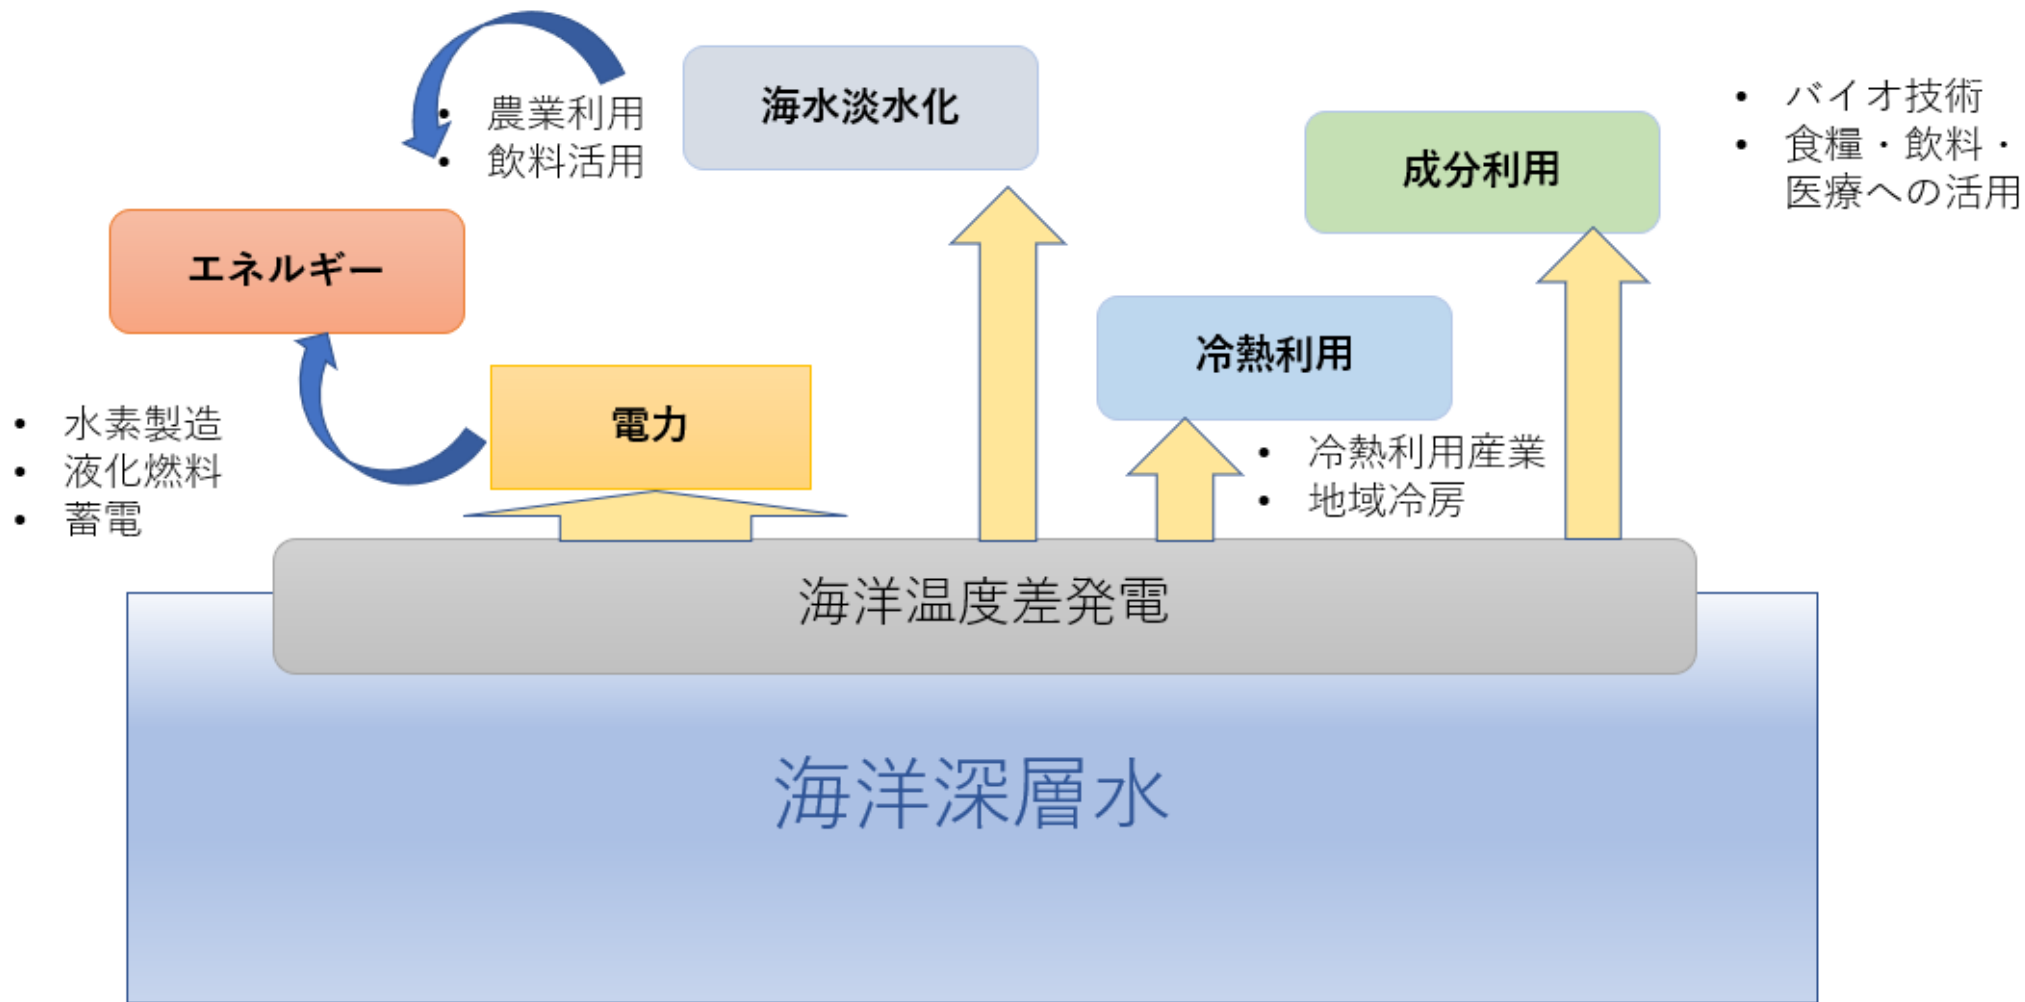 海水淡水化
• 農業利用
• 飲料活用
成分利用
• バイオ技術
• 食糧・飲料・
医療への活用
エネルギー
• 水素製造
• 液化燃料
• 蓄電
電力
冷熱利用
• 冷熱利用産業
• 地域冷房
海洋温度差発電
海洋深層水